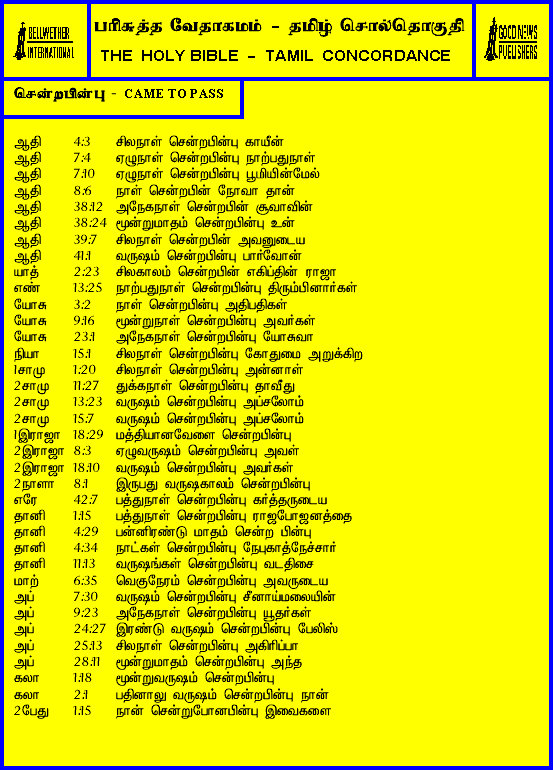 BELLWETHER INTERNATIONAL
பரிசுத்த வேதாகமம் - தமிழ் சொல்தொகுதி
THE HOLY BIBLE - TAMIL CONCORDANCE
GOOD NEWS PUBLISHERS
சென்றபின்பு - CAME TO PASS
ஆதி 4:3 சிலநாள் சென்றபின்பு காயீன்
ஆதி 7:4 ஏழுநாள் சென்றபின்பு நாற்பதுநாள்
ஆதி 7:10 ஏழுநாள் சென்றபின்பு பூமியின்மேல்
ஆதி 8:6 நாள் சென்றபின் நோவா தான்
ஆதி 38:12 அநேகநாள் சென்றபின் சூவாவின்
ஆதி 38:24 மூன்றுமாதம் சென்றபின்பு உன்
ஆதி 39:7 சிலநாள் சென்றபின் அவனுடைய
ஆதி 41:1 வருஷம் சென்றபின்பு பார்வோன்
யாத் 2:23 சிலகாலம் சென்றபின் எகிப்தின் ராஜா
எண் 13:25 நாற்பதுநாள் சென்றபின்பு திரும்பினார்கள்
யோசு 3:2 நாள் சென்றபின்பு அதிபதிகள்
யோசு 9:16 மூன்றுநாள் சென்றபின்பு அவர்கள்
யோசு 23:1 அநேகநாள் சென்றபின்பு யோசுவா
நியா 15:1 சிலநாள் சென்றபின்பு கோதுமை அறுக்கிற
1சாமு 1:20 சிலநாள் சென்றபின்பு அன்னாள்
2சாமு 11:27 துக்கநாள் சென்றபின்பு தாவீது
2சாமு 13:23 வருஷம் சென்றபின்பு அப்சலோம்
2சாமு 15:7 வருஷம் சென்றபின்பு அப்சலோம்
1இராஜா 18:29 மத்தியானவேளை சென்றபின்பு
2இராஜா 8:3 ஏழுவருஷம் சென்றபின்பு அவள்
2இராஜா 18:10 வருஷம் சென்றபின்பு அவர்கள்
2நாளா 8:1 இருபது வருஷகாலம் சென்றபின்பு
எரே 42:7 பத்துநாள் சென்றபின்பு கர்த்தருடைய
தானி 1:15 பத்துநாள் சென்றபின்பு ராஜபோஜனத்தை
தானி 4:29 பன்னிரண்டு மாதம் சென்ற பின்பு
தானி 4:34 நாட்கள் சென்றபின்பு நேபுகாத்நேச்சார்
தானி 11:13 வருஷங்கள் சென்றபின்பு வடதிசை
மாற் 6:35 வெகுநேரம் சென்றபின்பு அவருடைய
அப் 7:30 வருஷம் சென்றபின்பு சீனாய்மலையின்
அப் 9:23 அநேகநாள் சென்றபின்பு யூதர்கள்
அப் 24:27 இரண்டு வருஷம் சென்றபின்பு பேலிஸ்
அப் 25:13 சிலநாள் சென்றபின்பு அகிரிப்பா
அப் 28:11 மூன்றுமாதம் சென்றபின்பு அந்த
கலா 1:18 மூன்றுவருஷம் சென்றபின்பு
கலா 2:1 பதினாலு வருஷம் சென்றபின்பு நான்
2பேது 1:15 நான் சென்றுபோனபின்பு இவைகளை